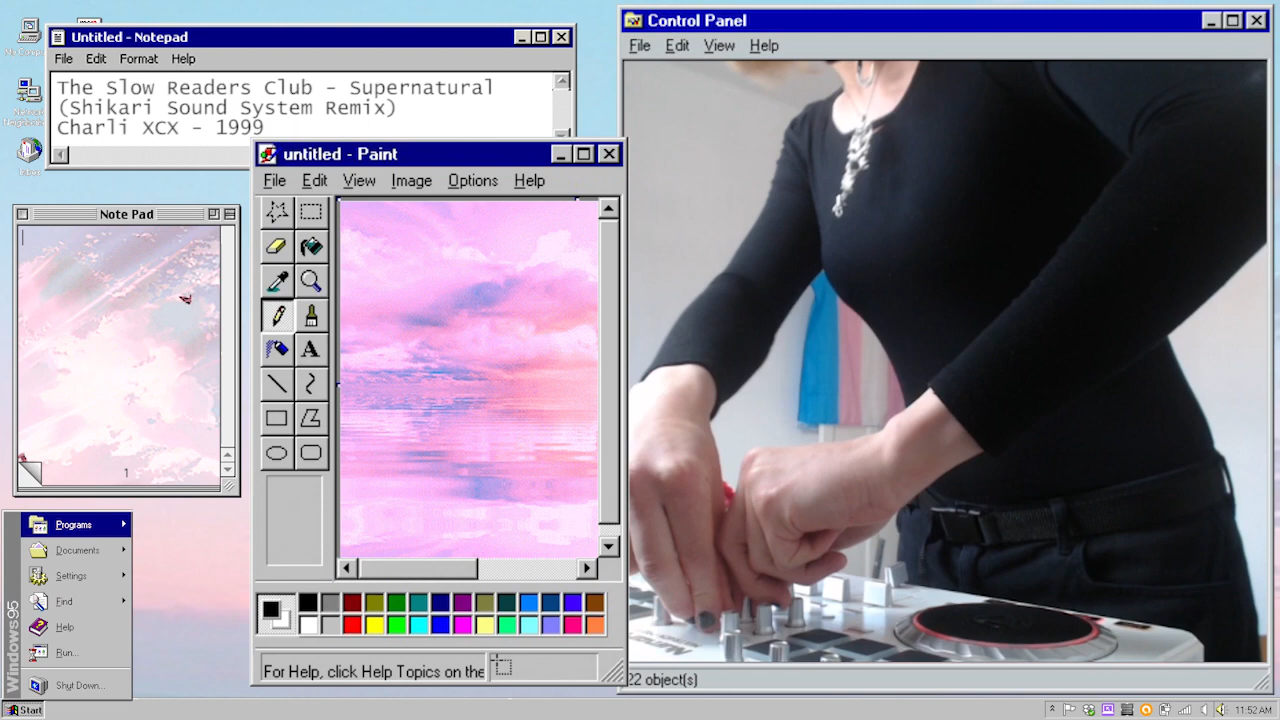 Untitled - Notepad
File Edit Format Help
The Slow Readers Club - Supernatural
(Shikari Sound System Remix)
Charli XCX - 1999
untitled - Paint
File Edit View Image Options Help
For Help, click Help Topics on the
Note Pad
1
Programs
Documents
Settings
Find
Help
Run...
Shut Down...
Windows95
Start
Control Panel
File Edit View Help
22 object(s)
11:52 AM